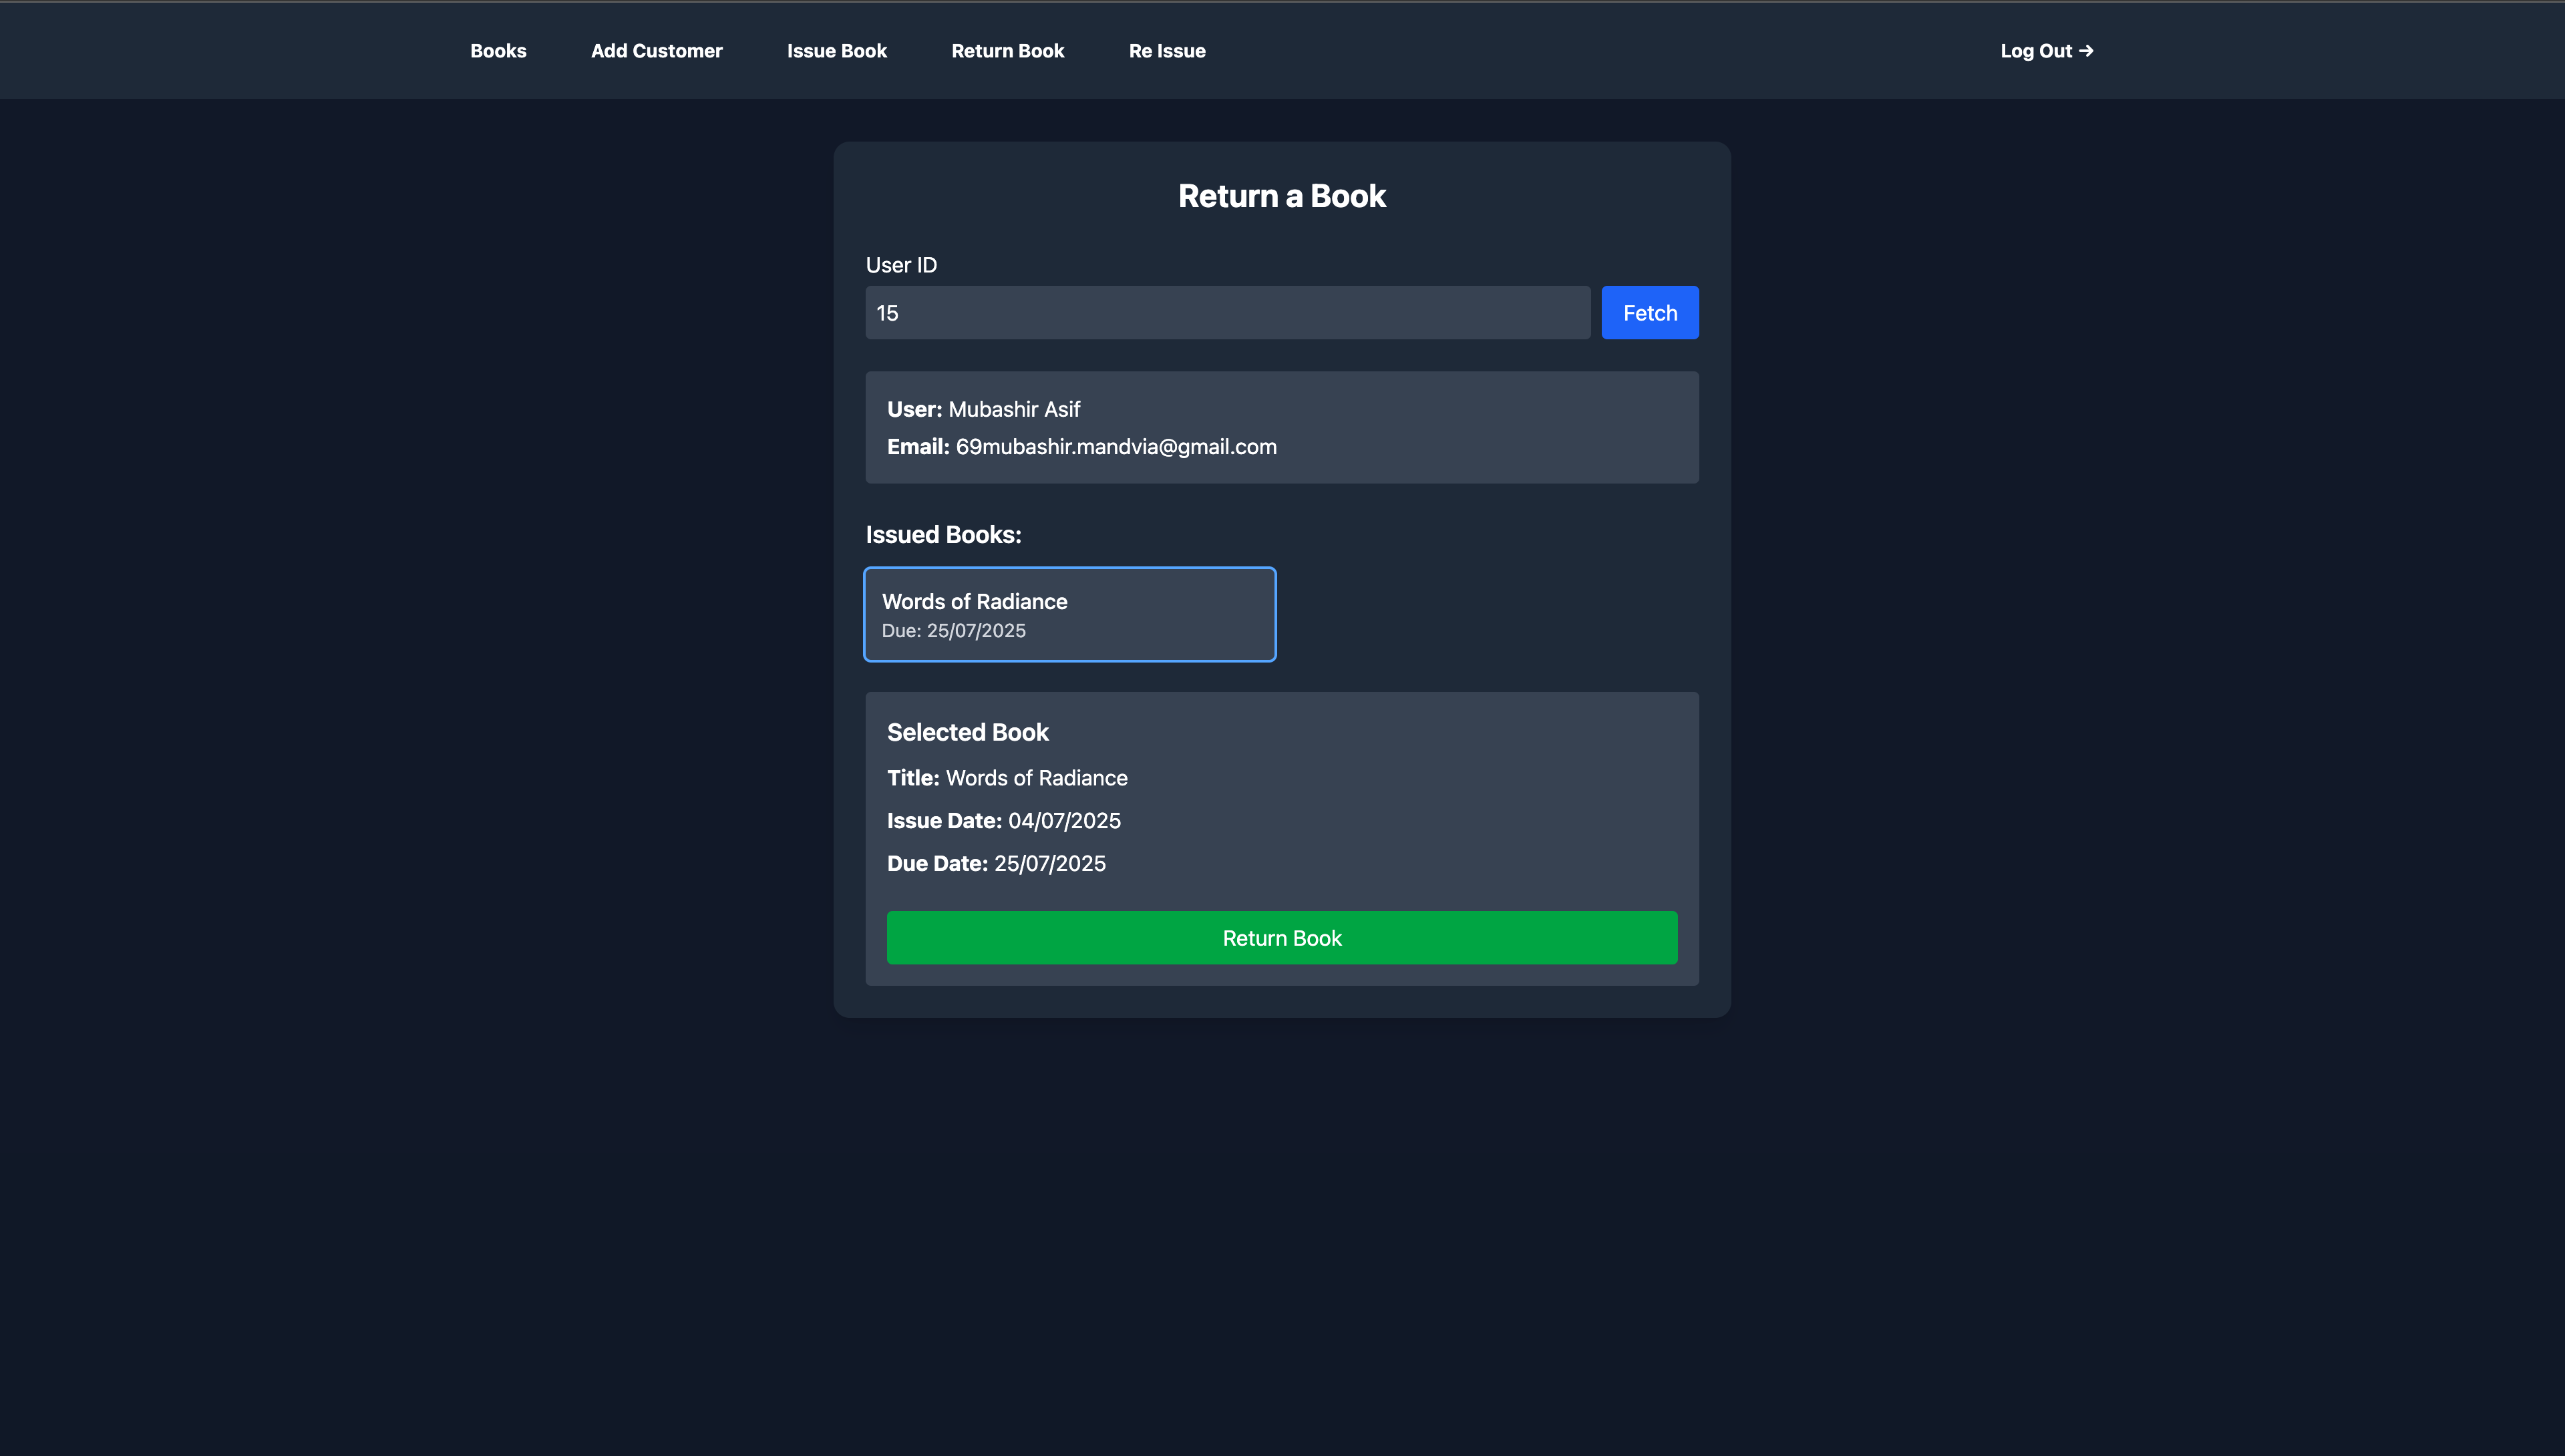 Books Add Customer Issue Book Return Book Re Issue Log Out →
Return a Book
User ID
15 Fetch
User: Mubashir Asif
Email: 69mubashir.mandvia@gmail.com
Issued Books:
Words of Radiance
Due: 25/07/2025
Selected Book
Title: Words of Radiance
Issue Date: 04/07/2025
Due Date: 25/07/2025
Return Book